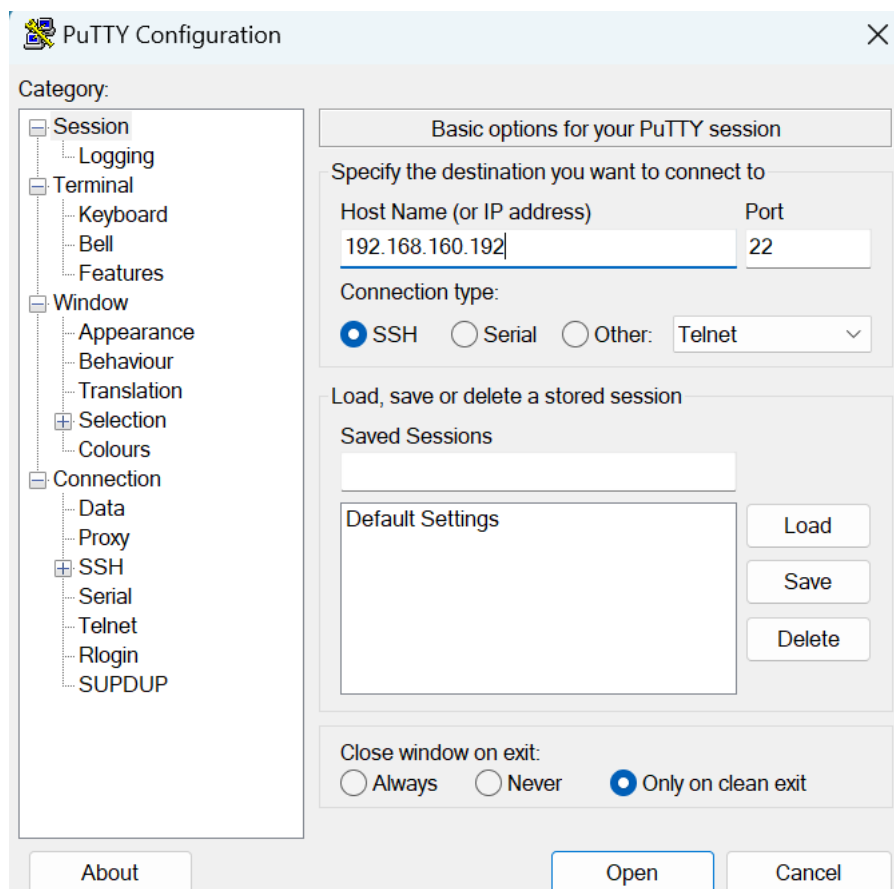 PuTTY Configuration
Category:
Session
Logging
Terminal
Keyboard
Bell
Features
Window
Appearance
Behaviour
Translation
Selection
Colours
Connection
Data
Proxy
SSH
Serial
Telnet
Rlogin
SUPDUP
Basic options for your PuTTY session
Specify the destination you want to connect to
Host Name (or IP address) Port
192.168.160.192 22
Connection type:
SSH Serial Other: Telnet
Load, save or delete a stored session
Saved Sessions
Default Settings
Load
Save
Delete
Close window on exit:
Always Never Only on clean exit
About Open Cancel